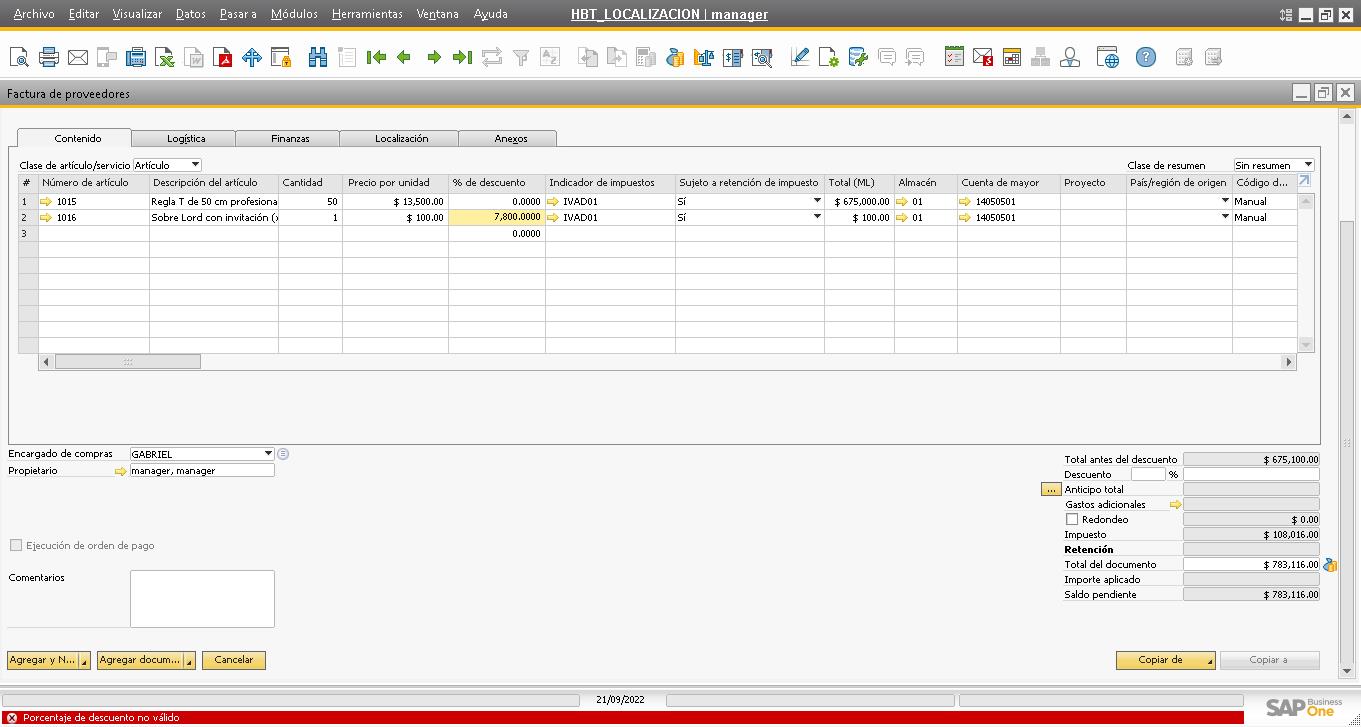 Archivo Editar Visualizar Datos Pasar a Módulos Herramientas Ventana Ayuda HBT_LOCALIZACION | manager
Factura de proveedores
Contenido Logística Finanzas Localización Anexos
Clase de artículo/servicio Artículo Clase de resumen Sin resumen
# Número de artículo Descripción del artículo Cantidad Precio por unidad % de descuento Indicador de impuestos Sujeto a retención de impuesto Total (ML) Almacén Cuenta de mayor Proyecto País/región de origen Código d...
1 1015 Regla T de 50 cm profesiona 50 $ 13,500.00 0.0000 IVAD01 Sí $ 675,000.00 01 14050501 Manual
2 1016 Sobre Lord con invitación (x 1 $ 100.00 7,800.0000 IVAD01 Sí $ 100.00 01 14050501 Manual
3 0.0000
Encargado de compras GABRIEL
Propietario manager, manager
Total antes del descuento $ 675,100.00
Descuento %
... Anticipo total
Gastos adicionales
Redondeo $ 0.00
Impuesto $ 108,016.00
Retención
Total del documento $ 783,116.00
Importe aplicado
Saldo pendiente $ 783,116.00
Ejecución de orden de pago
Comentarios
Agregar y N... Agregar docum... Cancelar Copiar de Copiar a
21/09/2022
Porcentaje de descuento no válido
SAP Business One